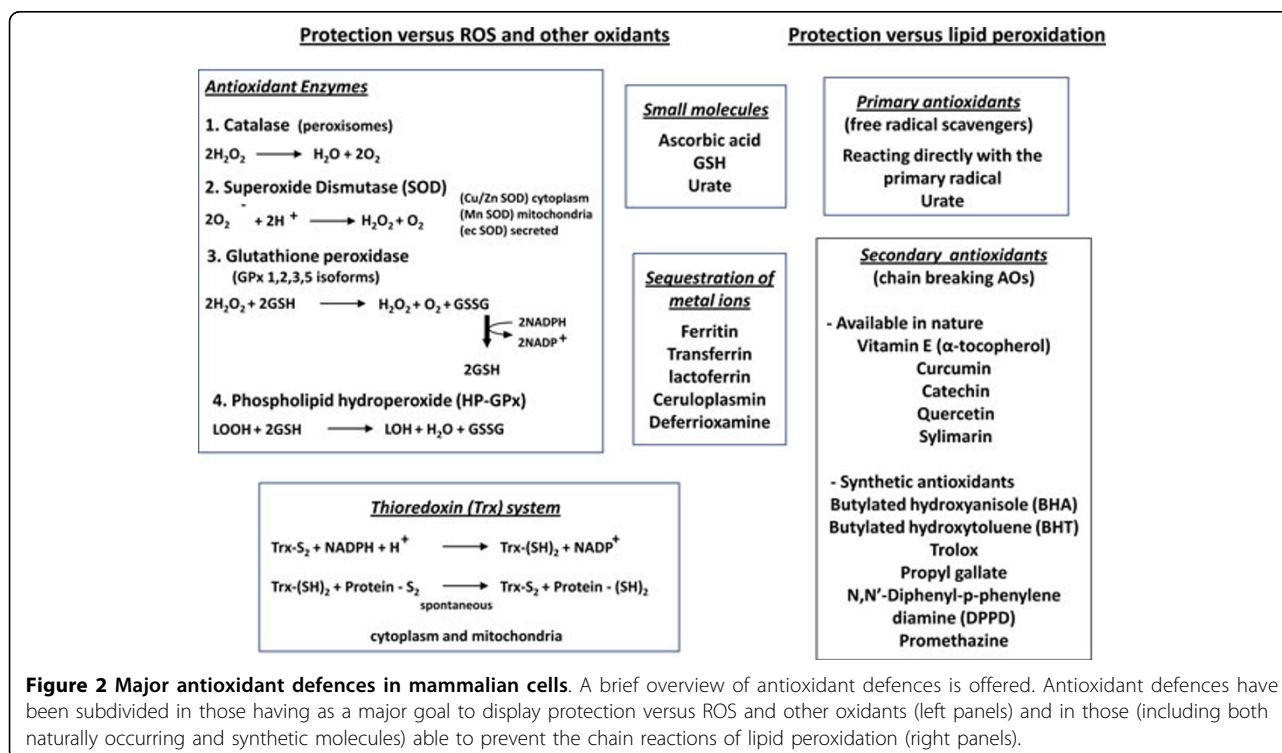 Protection versus ROS and other oxidants
Antioxidant Enzymes
1. Catalase (peroxisomes)
2H₂O₂ ⟶ H₂O + 2O₂
2. Superoxide Dismutase (SOD)
2O₂⁻ + 2H⁺ ⟶ H₂O₂ + O₂
(Cu/Zn SOD) cytoplasm
(Mn SOD) mitochondria
(ec SOD) secreted
3. Glutathione peroxidase
(GPx 1,2,3,5 isoforms)
2H₂O₂ + 2GSH ⟶ H₂O₂ + O₂ + GSSG
2NADPH
2NADP⁺
2GSH
4. Phospholipid hydroperoxide (HP-GPx)
LOOH + 2GSH ⟶ LOH + H₂O + GSSG
Small molecules
Ascorbic acid
GSH
Urate
Sequestration of
metal ions
Ferritin
Transferrin
lactoferrin
Ceruloplasmin
Deferrioxamine
Thioredoxin (Trx) system
Trx-S₂ + NADPH + H⁺ ⟶ Trx-(SH)₂ + NADP⁺
Trx-(SH)₂ + Protein - S₂ ⟶ Trx-S₂ + Protein - (SH)₂
spontaneous
cytoplasm and mitochondria
Protection versus lipid peroxidation
Primary antioxidants
(free radical scavengers)
Reacting directly with the
primary radical
Urate
Secondary antioxidants
(chain breaking AOs)
- Available in nature
Vitamin E (α-tocopherol)
Curcumin
Catechin
Quercetin
Sylimarin
- Synthetic antioxidants
Butylated hydroxyanisole (BHA)
Butylated hydroxytoluene (BHT)
Trolox
Propyl gallate
N,N'-Diphenyl-p-phenylene
diamine (DPPD)
Promethazine
Figure 2 Major antioxidant defences in mammalian cells. A brief overview of antioxidant defences is offered. Antioxidant defences have
been subdivided in those having as a major goal to display protection versus ROS and other oxidants (left panels) and in those (including both
naturally occurring and synthetic molecules) able to prevent the chain reactions of lipid peroxidation (right panels).